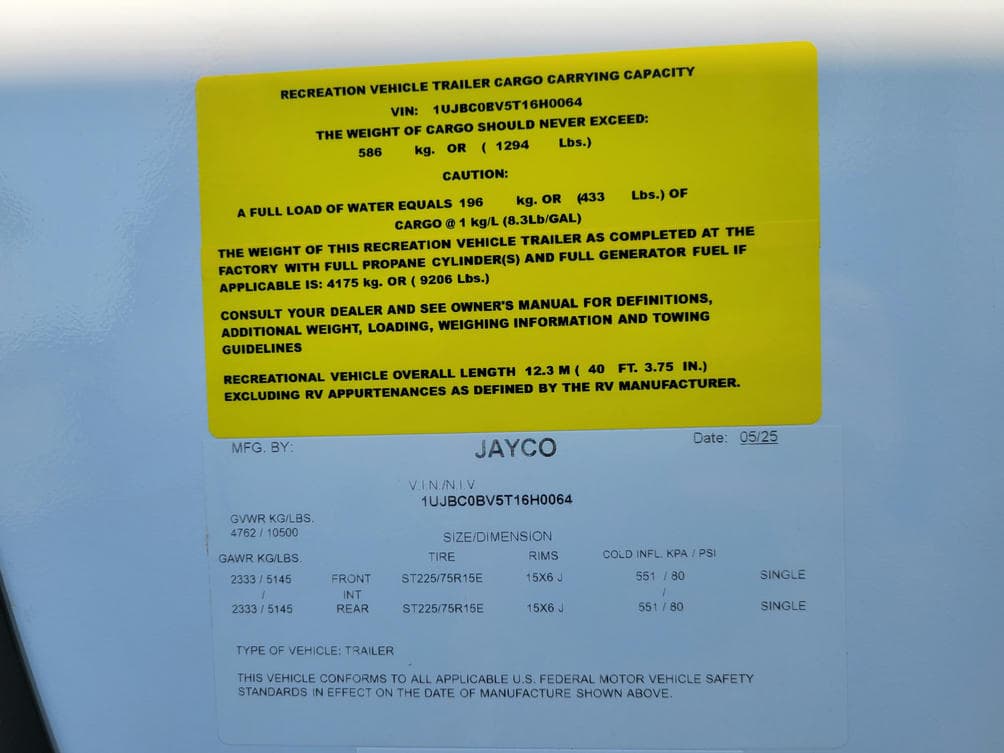 RECREATION VEHICLE TRAILER CARGO CARRYING CAPACITY
VIN: 1UJBC0BV5T16H0064
THE WEIGHT OF CARGO SHOULD NEVER EXCEED:
586 kg. OR ( 1294 Lbs.)
CAUTION:
A FULL LOAD OF WATER EQUALS 196 kg. OR (433 Lbs.) OF
CARGO @ 1 kg/L (8.3Lb/GAL)
THE WEIGHT OF THIS RECREATION VEHICLE TRAILER AS COMPLETED AT THE
FACTORY WITH FULL PROPANE CYLINDER(S) AND FULL GENERATOR FUEL IF
APPLICABLE IS: 4175 kg. OR ( 9206 Lbs.)
CONSULT YOUR DEALER AND SEE OWNER'S MANUAL FOR DEFINITIONS,
ADDITIONAL WEIGHT, LOADING, WEIGHING INFORMATION AND TOWING
GUIDELINES
RECREATIONAL VEHICLE OVERALL LENGTH 12.3 M ( 40 FT. 3.75 IN.)
EXCLUDING RV APPURTENANCES AS DEFINED BY THE RV MANUFACTURER.
MFG. BY: JAYCO Date: 05/25
V.I.N./N.I.V
1UJBC0BV5T16H0064
GVWR KG/LBS.
4762 / 10500
SIZE/DIMENSION
GAWR KG/LBS. TIRE RIMS COLD INFL. KPA / PSI
2333 / 5145 FRONT ST225/75R15E 15X6 J 551 / 80 SINGLE
/ INT /
2333 / 5145 REAR ST225/75R15E 15X6 J 551 / 80 SINGLE
TYPE OF VEHICLE: TRAILER
THIS VEHICLE CONFORMS TO ALL APPLICABLE U.S. FEDERAL MOTOR VEHICLE SAFETY
STANDARDS IN EFFECT ON THE DATE OF MANUFACTURE SHOWN ABOVE.